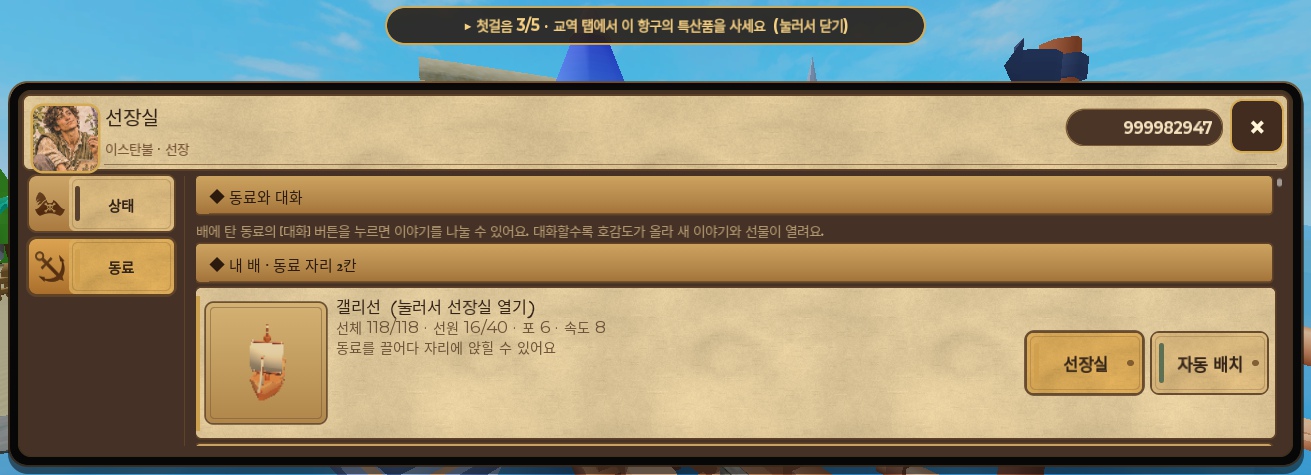 ▸ 첫걸음 3/5 · 교역 탭에서 이 항구의 특산품을 사세요 (눌러서 닫기)
선장실
이스탄불 · 선장
999982947
×
상태
동료
◆ 동료와 대화
배에 탄 동료의 [대화] 버튼을 누르면 이야기를 나눌 수 있어요. 대화할수록 호감도가 올라 새 이야기와 선물이 열려요.
◆ 내 배 · 동료 자리 2칸
갤리선 (눌러서 선장실 열기)
선체 118/118 · 선원 16/40 · 포 6 · 속도 8
동료를 끌어다 자리에 앉힐 수 있어요
선장실
자동 배치